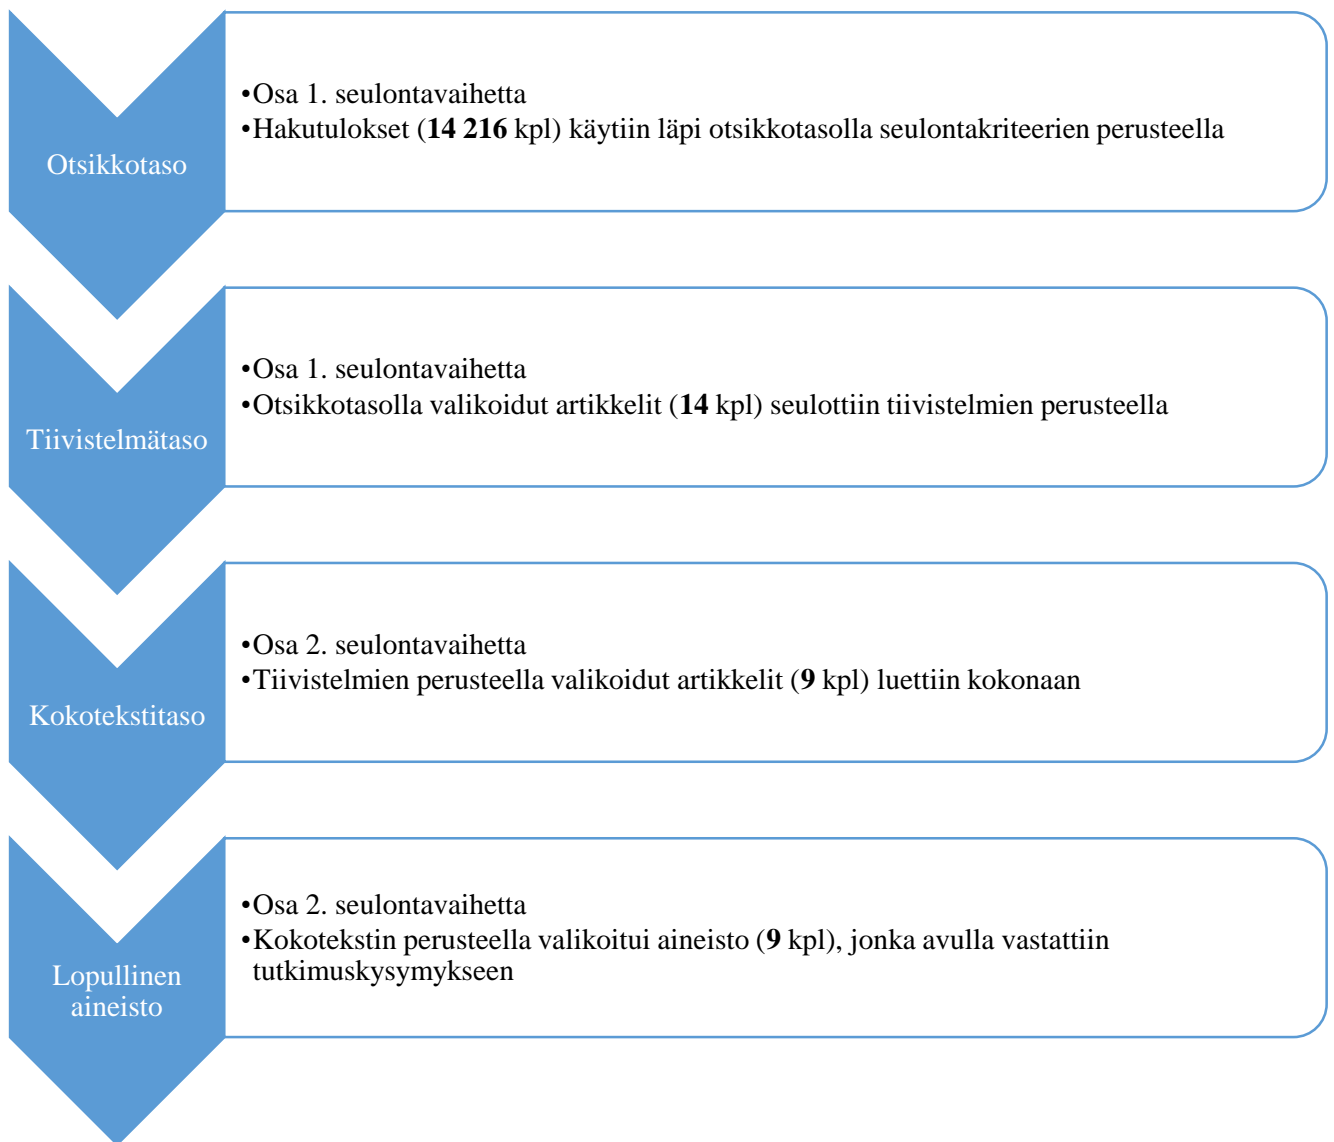 Otsikkotaso
•Osa 1. seulontavaihetta
•Hakutulokset (14 216 kpl) käytiin läpi otsikkotasolla seulontakriteerien perusteella
Tiivistelmätaso
•Osa 1. seulontavaihetta
•Otsikkotasolla valikoidut artikkelit (14 kpl) seulottiin tiivistelmien perusteella
Kokotekstitaso
•Osa 2. seulontavaihetta
•Tiivistelmien perusteella valikoidut artikkelit (9 kpl) luettiin kokonaan
Lopullinen
aineisto
•Osa 2. seulontavaihetta
•Kokotekstin perusteella valikoitui aineisto (9 kpl), jonka avulla vastattiin
tutkimuskysymykseen